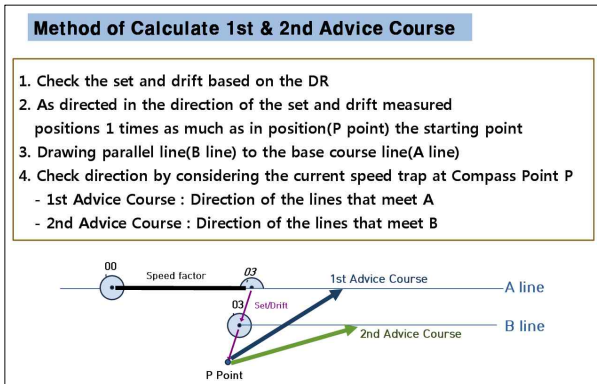 Method of Calculate 1st & 2nd Advice Course
1. Check the set and drift based on the DR
2. As directed in the direction of the set and drift measured
positions 1 times as much as in position(P point) the starting point
3. Drawing parallel line(B line) to the base course line(A line)
4. Check direction by considering the current speed trap at Compass Point P
- 1st Advice Course : Direction of the lines that meet A
- 2nd Advice Course : Direction of the lines that meet B
00
Speed factor
03
1st Advice Course
A line
03
Set/Drift
B line
2nd Advice Course
P Point